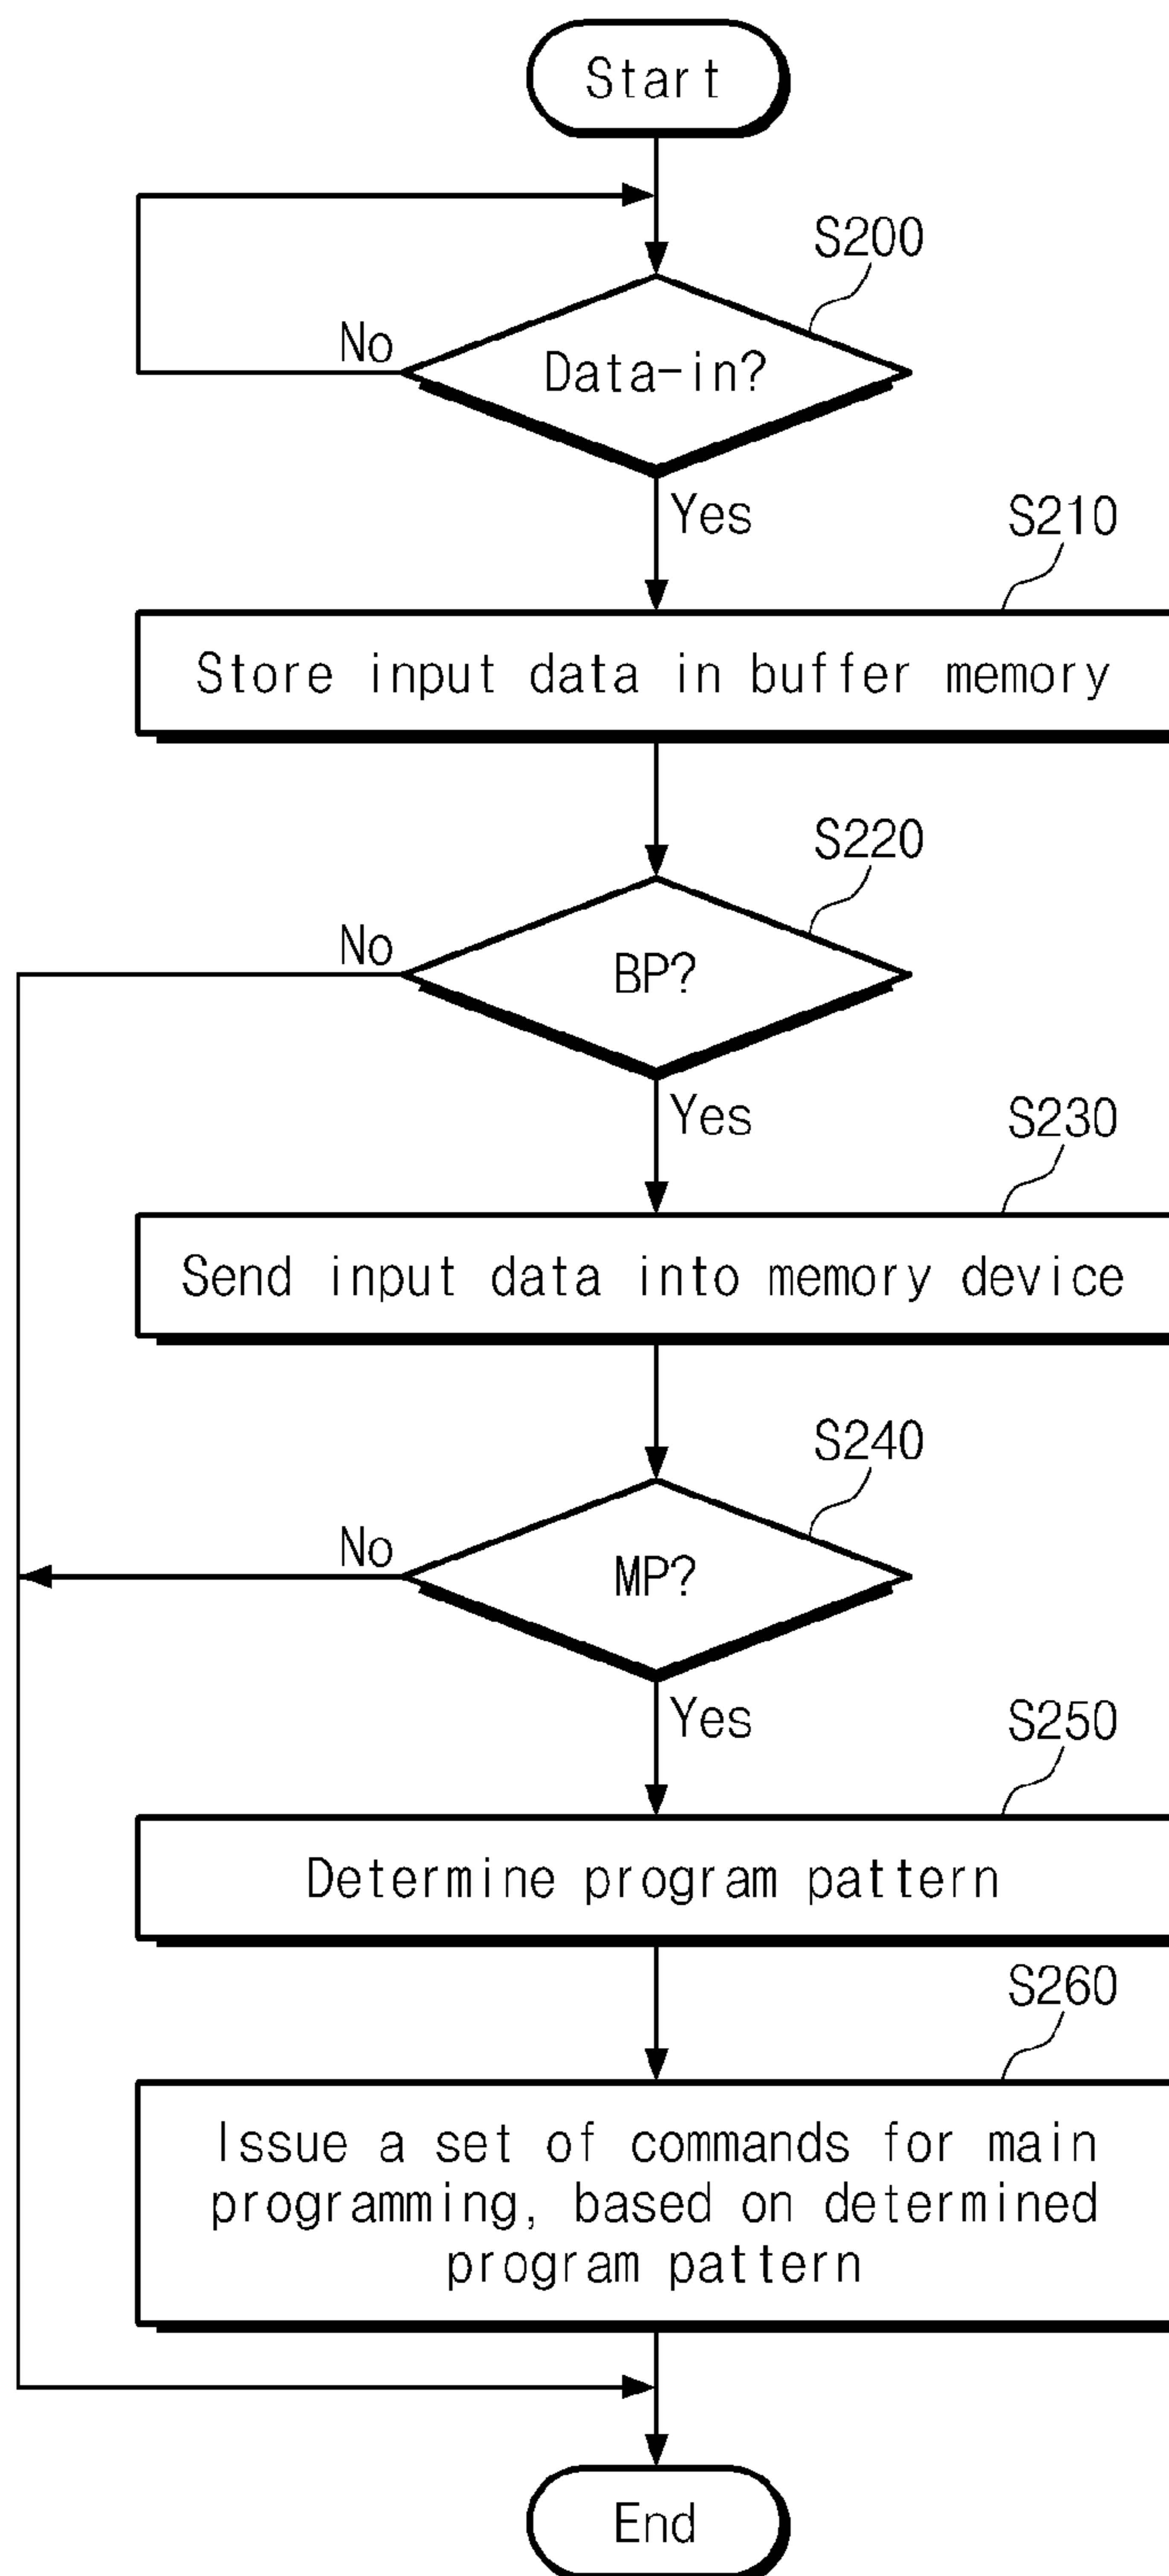 Start
S200
No
Data-in?
Yes
S210
Store input data in buffer memory
S220
No
BP?
Yes
S230
Send input data into memory device
S240
No
MP?
Yes
S250
Determine program pattern
S260
Issue a set of commands for main
programming, based on determined
program pattern
End